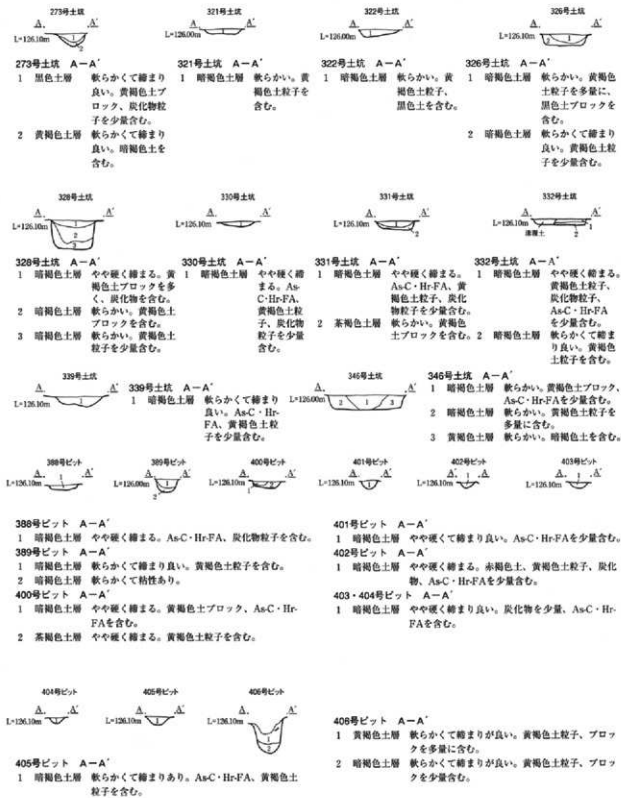 273号土坑
A. .A′
L=126.10m
1
2
273号土坑 A－A′
1 黒色土層 軟らかくて締まり
良い。黄褐色土ブ
ロック、炭化物粒
子を少量含む。
2 黄褐色土層 軟らかくて締まり
良い。暗褐色土を
含む。
321号土坑
A. .A′
L=126.00m
1
321号土坑 A－A′
1 暗褐色土層 軟らかい。黄
褐色土粒子を
含む。
322号土坑
A. .A′
L=126.00m
1
322号土坑 A－A′
1 暗褐色土層 軟らかい。黄
褐色土粒子、
黒色土を含む。
326号土坑
A. .A′
L=126.10m
1
2
326号土坑 A－A′
1 暗褐色土層 軟らかい。黄褐色
土粒子を多量に、
黒色土ブロックを
含む。
2 暗褐色土層 軟らかくて締まり
良い。黄褐色土粒
子を少量含む。
328号土坑
A. .A′
L=126.10m
1
2
3
328号土坑 A－A′
1 暗褐色土層 やや硬く締まる。黄
褐色土ブロックを多
く、炭化物を含む。
2 暗褐色土層 軟らかい。黄褐色土
ブロックを含む。
3 暗褐色土層 軟らかい。黄褐色土
粒子を少量含む。
330号土坑
A. .A′
L=126.10m
1
330号土坑 A－A′
1 暗褐色土層 やや硬く締
まる。As-
C・Hr-FA、
黄褐色土粒
子、炭化物
粒子を少量
含む。
331号土坑
A. .A′
L=126.10m
1
2
331号土坑 A－A′
1 暗褐色土層 やや硬く締まる。
As-C・Hr-FA、黄
褐色土粒子、炭化
物粒子を少量含む。
2 茶褐色土層 軟らかい。黄褐色
土ブロックを含む。
332号土坑
A. .A′
L=126.10m
1
2
332号土坑 A－A′
1 暗褐色土層 やや硬く締まる。
黄褐色土粒子、
炭化物粒子、
As-C・Hr-FA
を少量含む。
2 暗褐色土層 軟らかくて締ま
り良い。黄褐色
土粒子を含む。
339号土坑
A. .A′
L=126.10m
1
339号土坑 A－A′
1 暗褐色土層 軟らかくて締まり
良い。As-C・Hr-
FA、黄褐色土粒
子を少量含む。
346号土坑
A. .A′
L=126.00m
2 1 3
346号土坑 A－A′
1 暗褐色土層 軟らかい。黄褐色土ブロック、
As-C・Hr-FAを少量含む。
2 暗褐色土層 軟らかい。黄褐色土粒子を
多量に含む。
3 黄褐色土層 軟らかい。暗褐色土を含む。
388号ピット
A. 1 .A′
L=126.10m
389号ピット
A. .A′
L=126.00m
1
2
400号ピット
A. .A′
L=126.10m
1
2
401号ピット
A. .A′
L=126.10m
1
402号ピット
A. 1 .A′
L=126.10m
403号ピット
A. 1 .A′
L=126.10m
388号ピット A－A′
1 暗褐色土層 やや硬く締まる。As-C・Hr-FA、炭化物粒子を含む。
389号ピット A－A′
1 暗褐色土層 軟らかくて締まり良い。黄褐色土粒子を含む。
2 暗褐色土層 軟らかくて粘性あり。
400号ピット A－A′
1 暗褐色土層 やや硬く締まる。黄褐色土ブロック、As-C・Hr-
FAを含む。
2 茶褐色土層 やや硬く締まる。黄褐色土粒子を含む。
401号ピット A－A′
1 暗褐色土層 やや硬くて締まり良い。As-C・Hr-FAを少量含む。
402号ピット A－A′
1 暗褐色土層 やや硬く締まる。赤褐色土、黄褐色土粒子、炭化
物、As-C・Hr-FAを少量含む。
403・404号ピット A－A′
1 暗褐色土層 やや硬く締まり良い。炭化物を少量、As-C・Hr-
FAを含む。
404号ピット
A. .A′
L=126.10m
1
405号ピット
A. .A′
L=126.10m
1
406号ピット
A. .A′
L=126.10m
1
2
405号ピット A－A′
1 暗褐色土層 軟らかくて締まりあり。As-C・Hr-FA、黄褐色土
粒子を含む。
406号ピット A－A′
1 黄褐色土層 軟らかくて締まりが良い。黄褐色土粒子、ブロッ
クを多量に含む。
2 暗褐色土層 軟らかくて締まりが良い。黄褐色土粒子、ブロッ
クを少量含む。